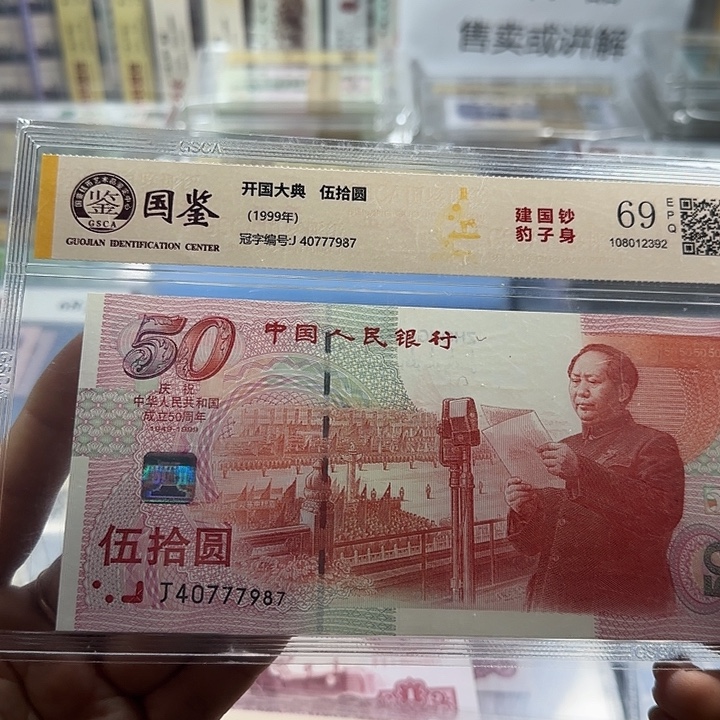 售卖或讲解
GSCA
国鉴
GSCA
GUOJIAN IDENTIFICATION CENTER
开国大典 伍拾圆
(1999年)
冠字编号:J 40777987
建国钞
豹子身
69
EPQ
108012392
50
中国人民银行
庆祝
中华人民共和国
成立50周年
1949-1999
伍拾圆
J40777987